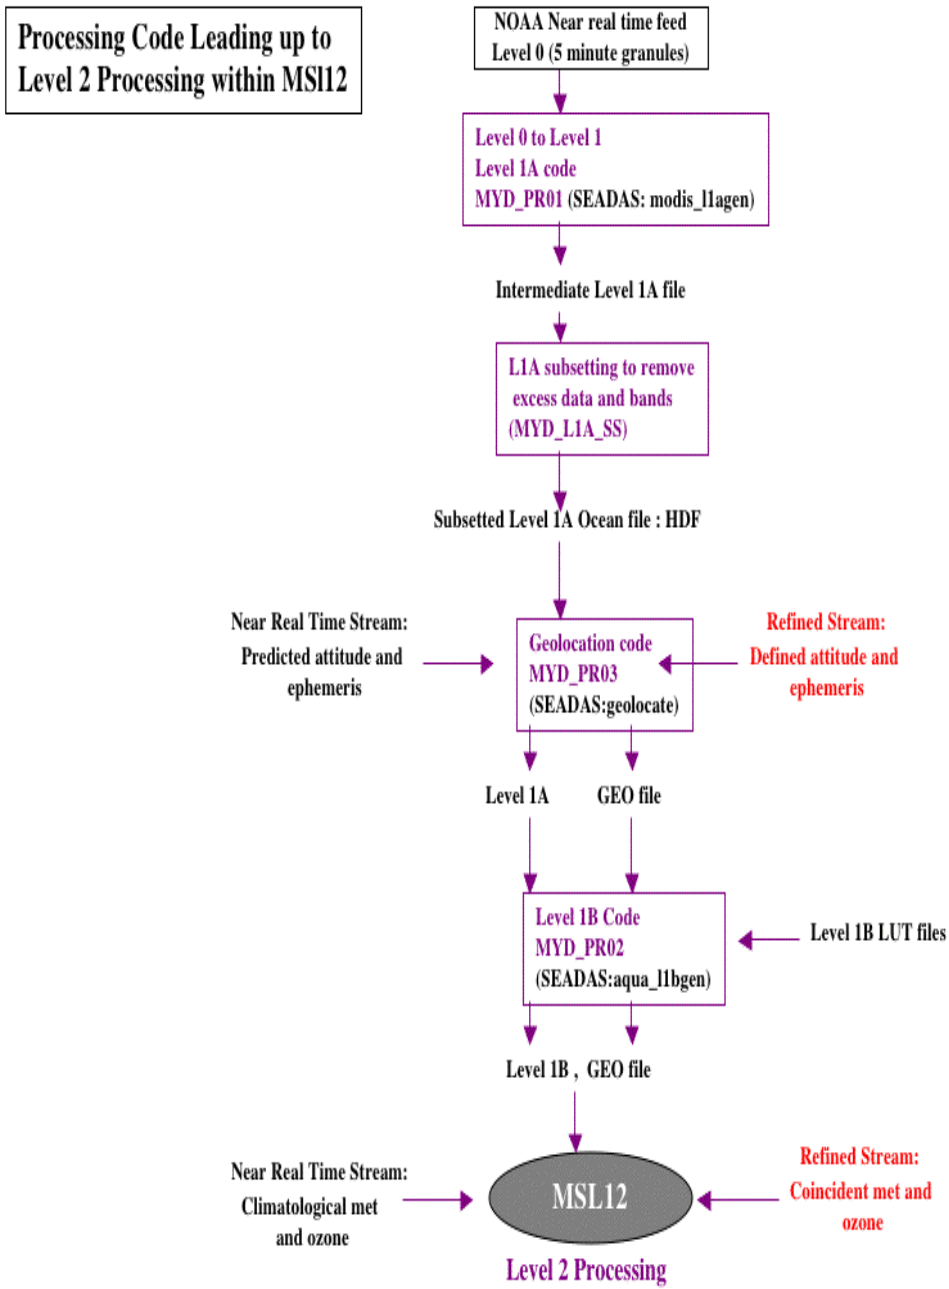 Processing Code Leading up to
Level 2 Processing within MSl12
NOAA Near real time feed
Level 0 (5 minute granules)
Level 0 to Level 1
Level 1A code
MYD_PR01 (SEADAS: modis_l1agen)
Intermediate Level 1A file
L1A subsetting to remove
excess data and bands
(MYD_L1A_SS)
Subsetted Level 1A Ocean file : HDF
Near Real Time Stream:
Predicted attitude and
ephemeris
Geolocation code
MYD_PR03
(SEADAS:geolocate)
Refined Stream:
Defined attitude and
ephemeris
Level 1A
GEO file
Level 1B Code
MYD_PR02
(SEADAS:aqua_l1bgen)
Level 1B LUT files
Level 1B , GEO file
Near Real Time Stream:
Climatological met
and ozone
MSL12
Refined Stream:
Coincident met and
ozone
Level 2 Processing